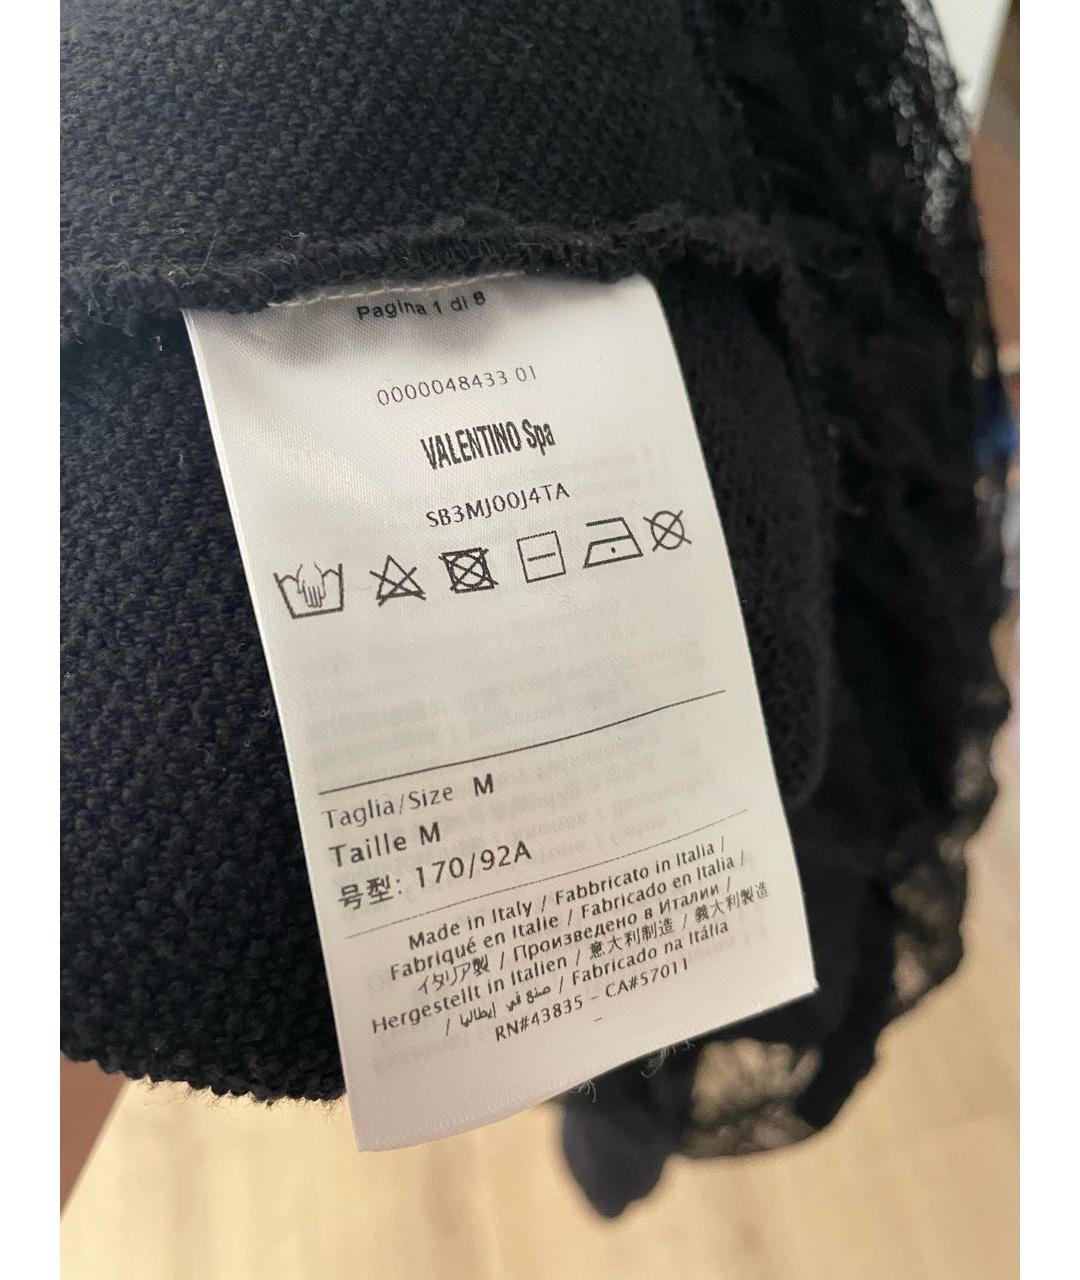 Pagina 1 di 8
0000048433 01
VALENTINO Spa
SB3MJ00J4TA
Taglia/Size M
Taille M
号型: 170/92A
Made in Italy / Fabbricato in Italia /
Fabriqué en Italie / Fabricado en Italia /
イタリア製 / Произведено в Италии /
Hergestellt in Italien / 意大利制造 / 義大利製造
/ صنع في إيطاليا / Fabricado na Itália
RN#43835 - CA#57011